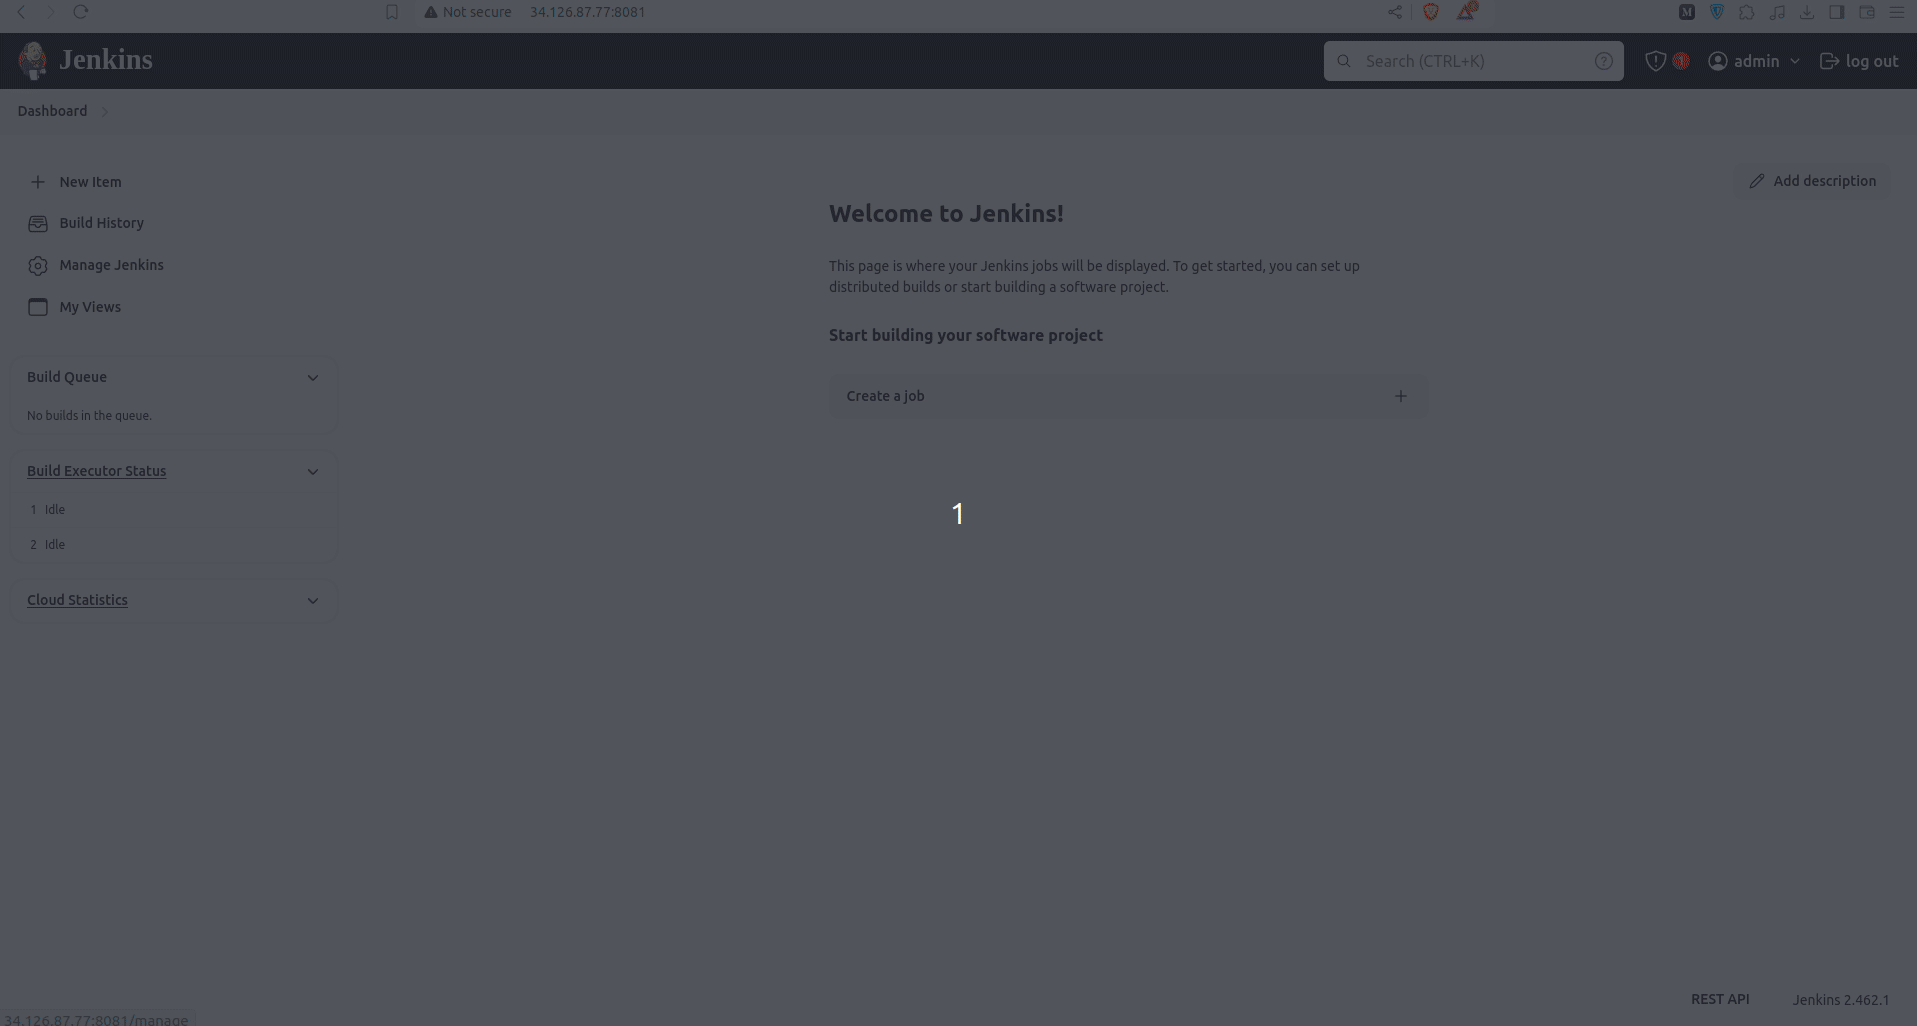 Not secure 34.126.87.77:8081
M
Jenkins
Search (CTRL+K)
?
1
admin
log out
Dashboard
New Item
Build History
Manage Jenkins
My Views
Build Queue
No builds in the queue.
Build Executor Status
1 Idle
2 Idle
Cloud Statistics
Add description
Welcome to Jenkins!
This page is where your Jenkins jobs will be displayed. To get started, you can set up
distributed builds or start building a software project.
Start building your software project
Create a job
1
REST API Jenkins 2.462.1
34.126.87.77:8081/manage